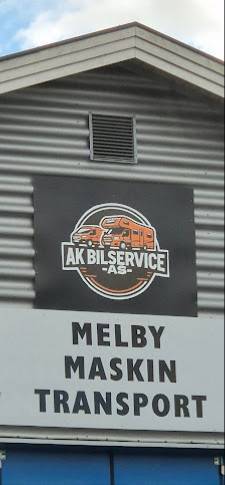 AK BILSERVICE
-AS-
MELBY
MASKIN
TRANSPORT